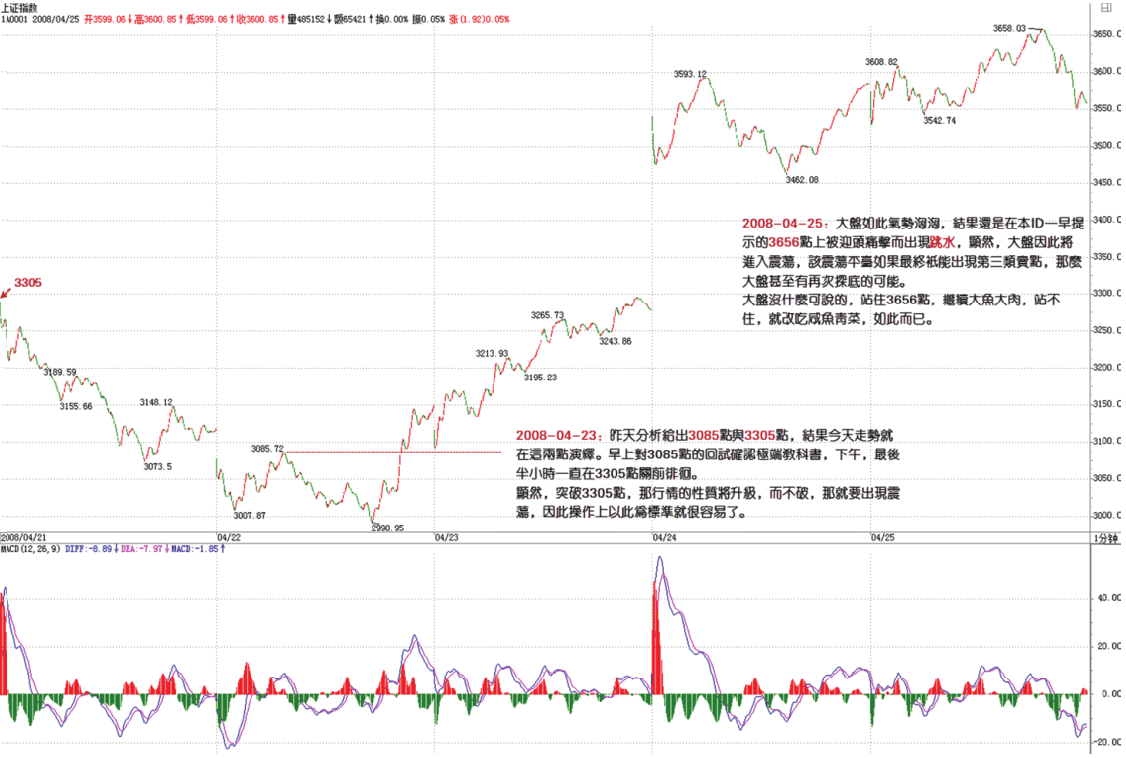 上证指数
1A0001 2008/04/25 开3599.06↓高3600.85↑低3599.06↑收3600.85↑量485152↓额65421↑换0.00% 振0.05% 涨(1.92)0.05%
3658.03
3650.0
3608.82
3593.12
3600.0
3550.0
3542.74
3500.0
3462.08
3450.0
3400.0
2008-04-25：大盤如此氣勢洶洶，結果還是在本ID一早提
示的3656點上被迎頭痛擊而出現跳水，顯然，大盤因此將
進入震蕩，該震蕩平臺如果最終衹能出現第三類賣點，那麼
大盤甚至有再次探底的可能。
大盤沒什麼可說的，站住3656點，繼續大魚大肉，站不
住，就改吃咸魚青菜，如此而已。
3350.0
3305
3300.0
3265.73
3243.86
3250.0
3213.93
3195.23
3200.0
3189.59
3155.66
3148.12
3150.0
3100.0
3085.72
3073.5
2008-04-23：昨天分析給出3085點與3305點，結果今天走勢就
在這兩點演繹。早上對3085點的回試確認極端教科書，下午，最後
半小時一直在3305點關前徘徊。
顯然，突破3305點，那行情的性質將升級，而不破，那就要出現震
蕩，因此操作上以此爲標準就很容易了。
3050.0
3007.87
2990.95
3000.0
2008/04/21 04/22 04/23 04/24 04/25 1分钟
MACD(12,26,9) DIFF:-8.89↓DEA:-7.97↓MACD:-1.85↑
40.00
20.00
0.00
-20.00